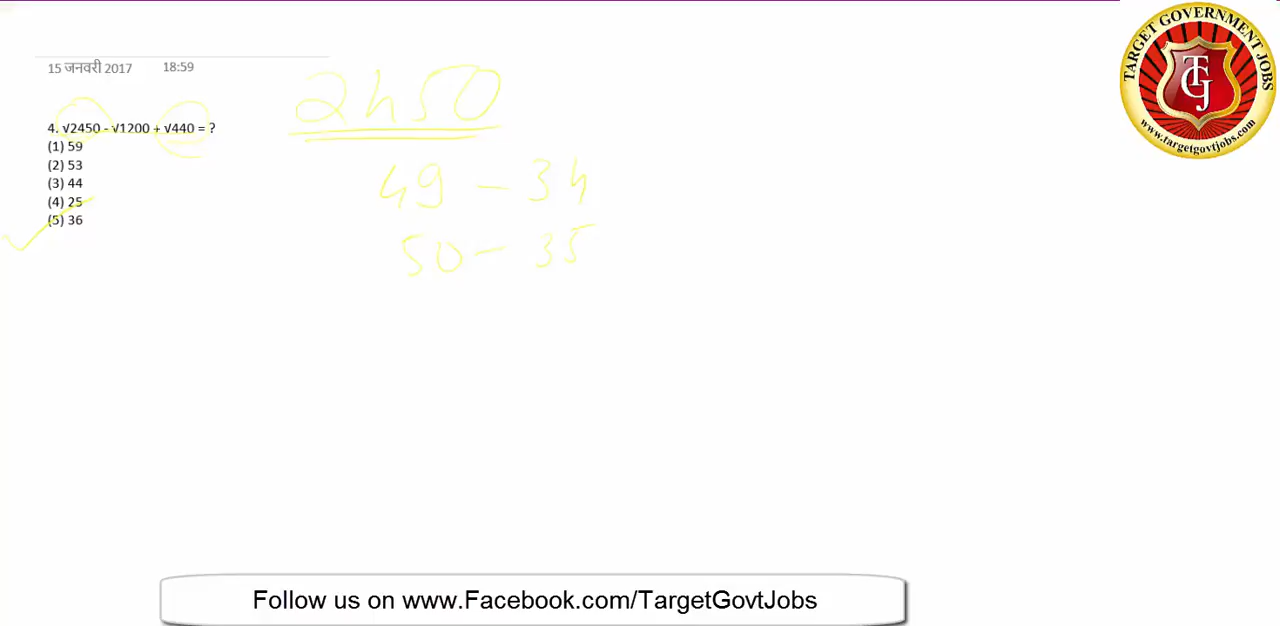 15 जनवरी 2017 18:59
2450
4. √2450 - √1200 + √440 = ?
(1) 59
(2) 53
(3) 44
(4) 25
(5) 36
49 - 34
50 - 35
TARGET GOVERNMENT JOBS
TGJ
www.targetgovtjobs.com
Follow us on www.Facebook.com/TargetGovtJobs